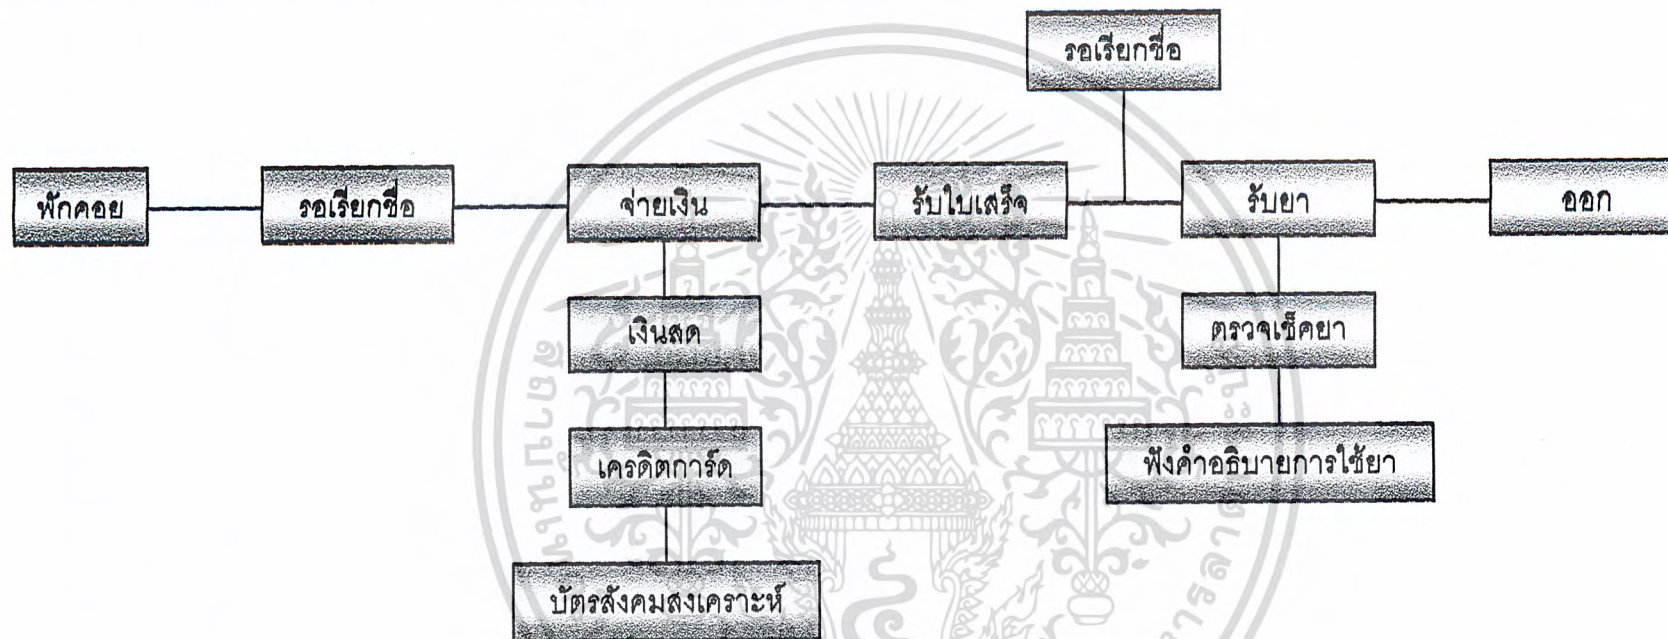 รอเรียกชื่อ
พักคอย
รอเรียกชื่อ
จ่ายเงิน
รับใบเสร็จ
รับยา
ออก
เงินสด
ตรวจเช็คยา
เครดิตการ์ด
ฟังคำอธิบายการใช้ยา
บัตรสังคมสงเคราะห์